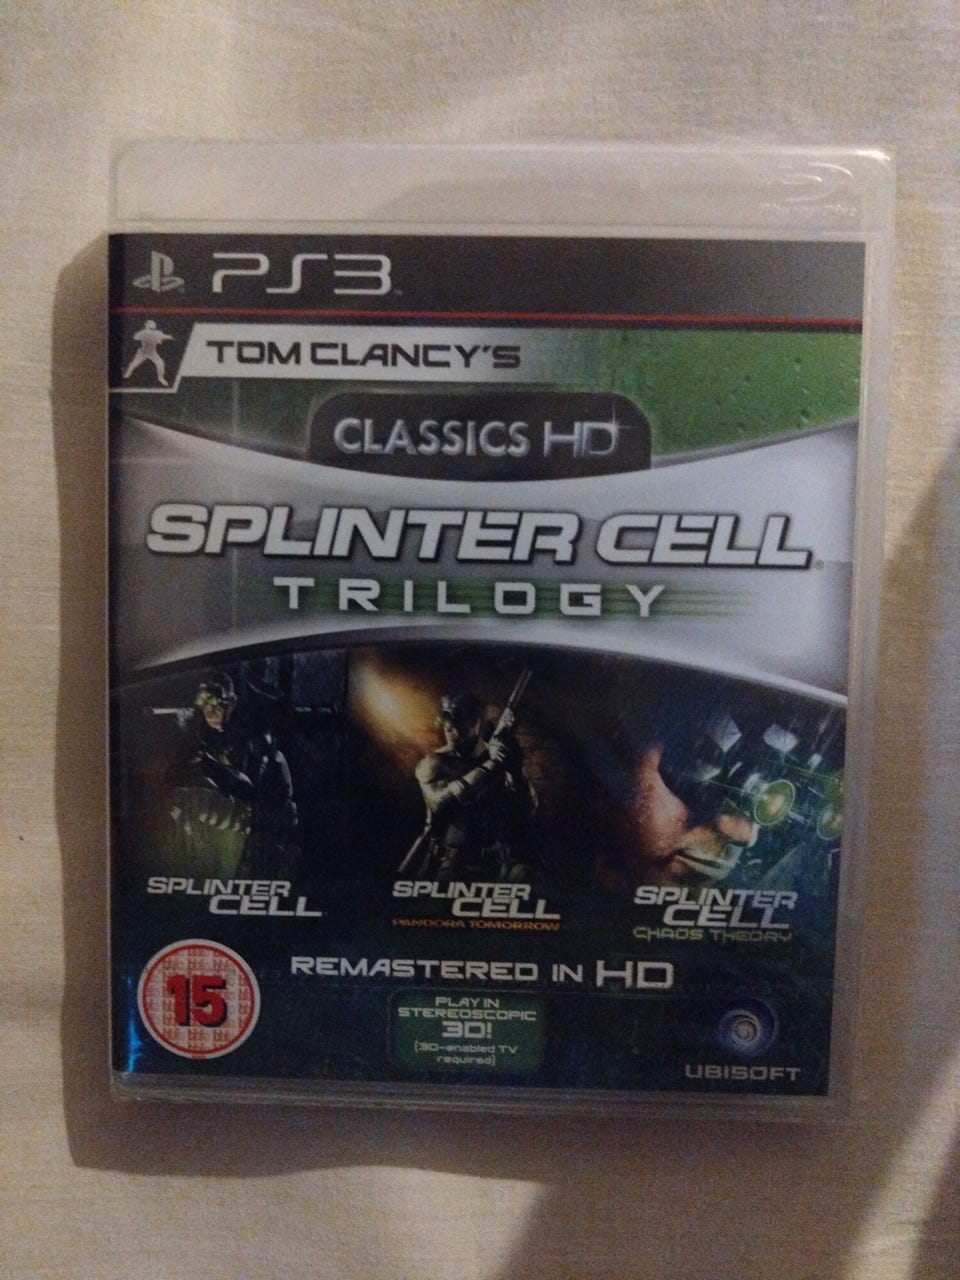 PS3
TOM CLANCY'S
CLASSICS HD
SPLINTER CELL®
TRILOGY
SPLINTER
CELL
SPLINTER
CELL
PANDORA TOMORROW
SPLINTER
CELL
CHAOS THEORY
REMASTERED IN HD
15
PLAY IN
STEREOSCOPIC
3D!
(3D-enabled TV
required)
UBISOFT